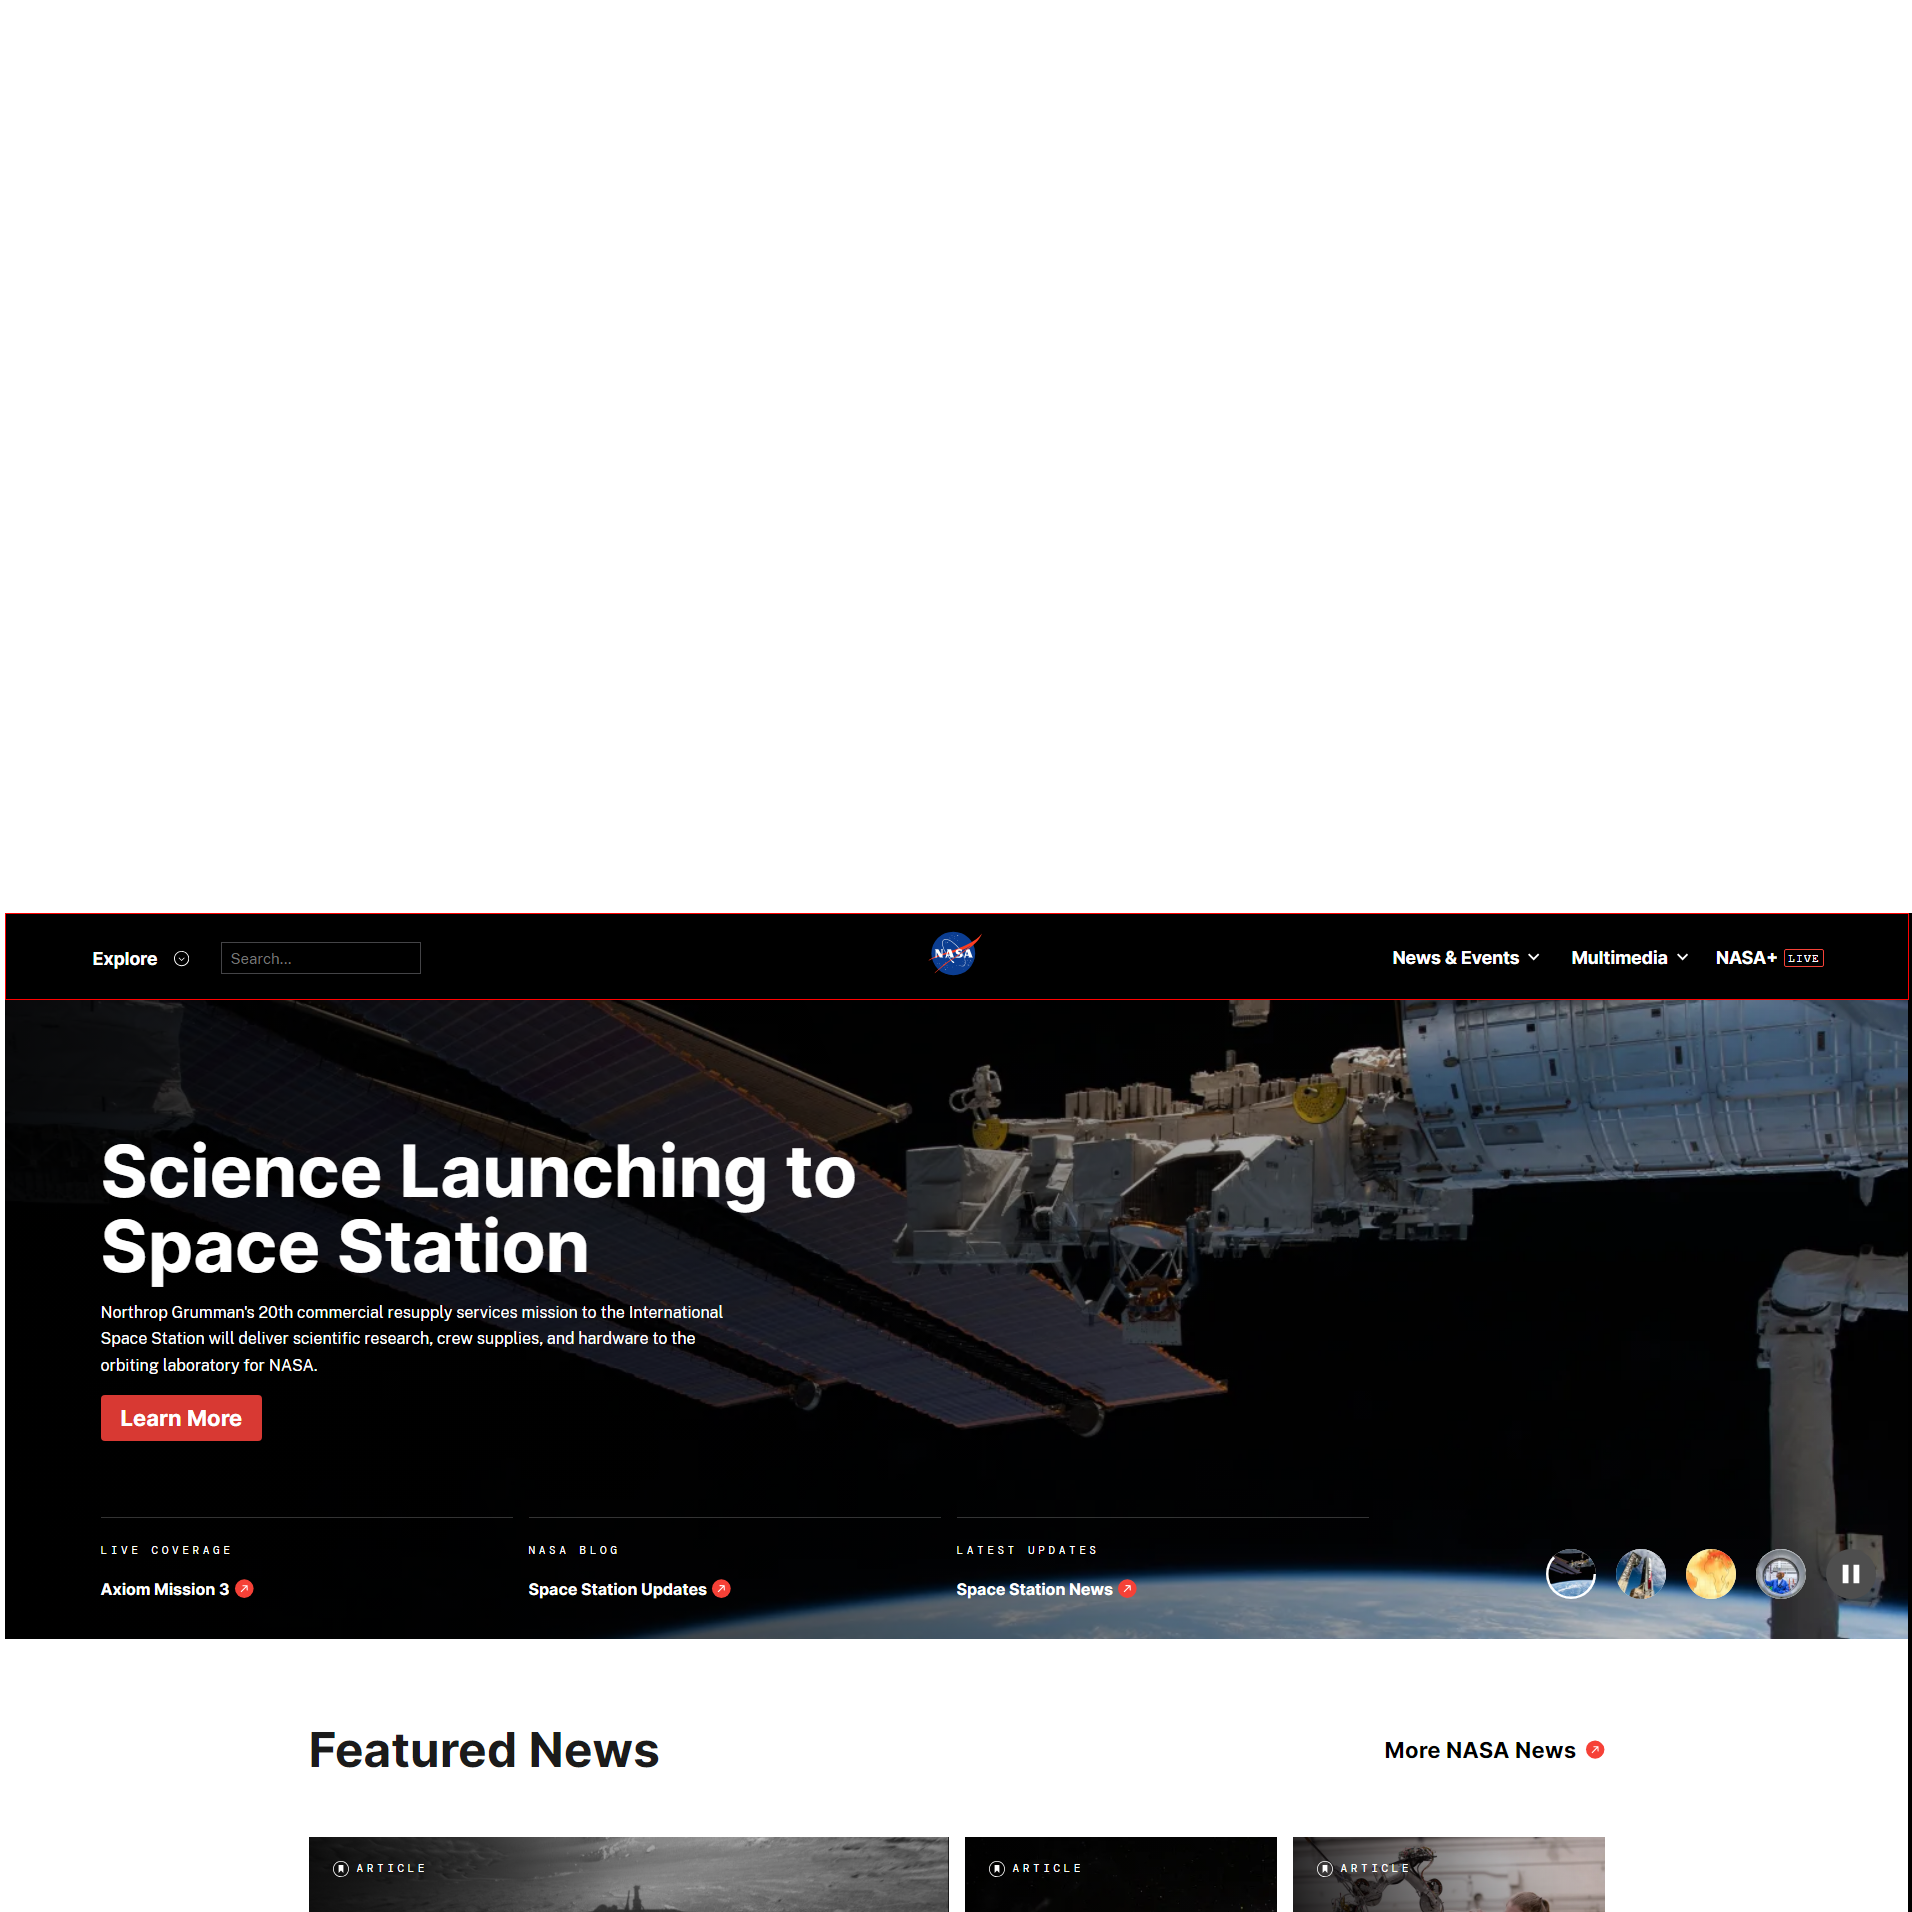 Explore
Search...
NASA
News & Events
Multimedia
NASA+ LIVE
Science Launching to
Space Station
Northrop Grumman's 20th commercial resupply services mission to the International
Space Station will deliver scientific research, crew supplies, and hardware to the
orbiting laboratory for NASA.
Learn More
LIVE COVERAGE
Axiom Mission 3
NASA BLOG
Space Station Updates
LATEST UPDATES
Space Station News
Featured News
More NASA News
ARTICLE
ARTICLE
ARTICLE